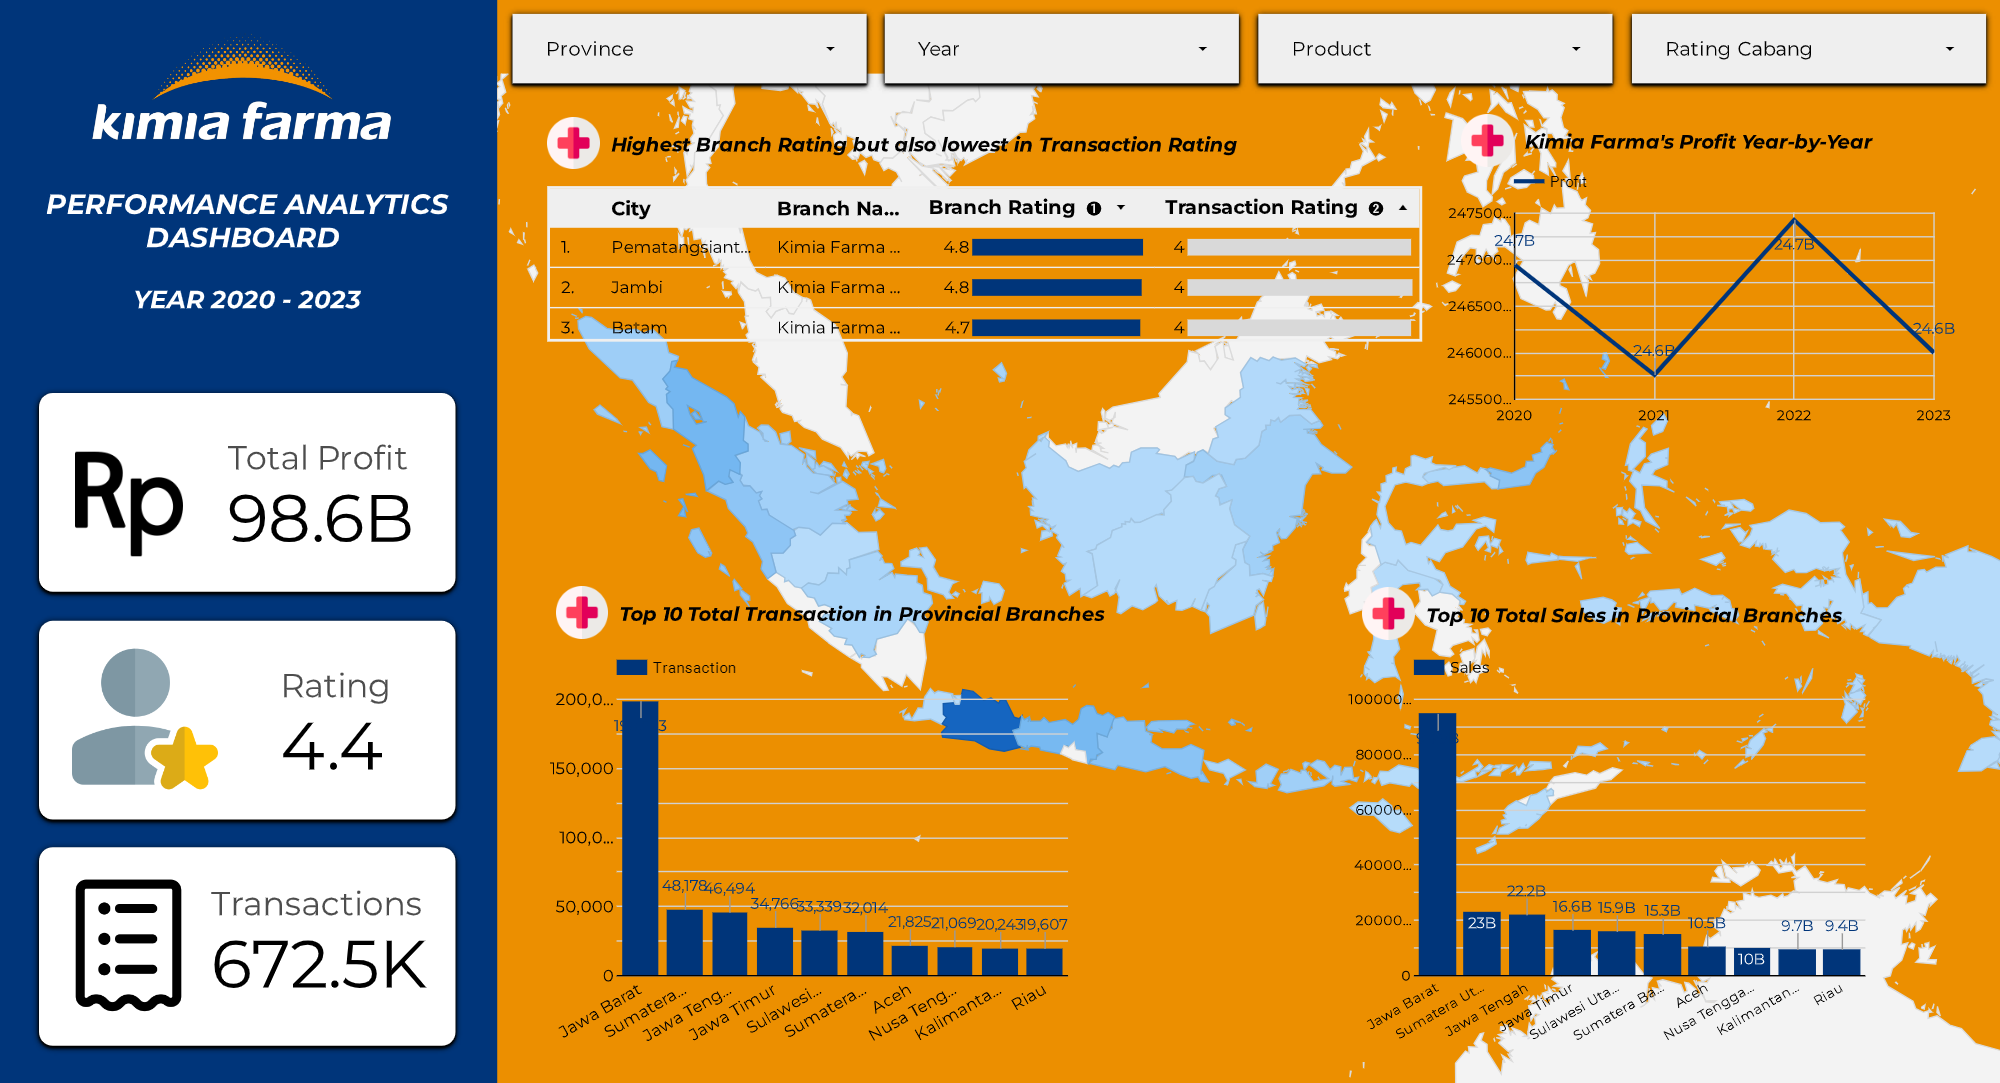 kimia farma
PERFORMANCE ANALYTICS
DASHBOARD
YEAR 2020 - 2023
Total Profit
Rp
98.6B
Rating
4.4
Transactions
672.5K
Province
Year
Product
Rating Cabang
Highest Branch Rating but also lowest in Transaction Rating
City Branch Na... Branch Rating 1 Transaction Rating 2
1. Pematangsiant... Kimia Farma ... 4.8 4
2. Jambi Kimia Farma ... 4.8 4
3. Batam Kimia Farma ... 4.7 4
Kimia Farma's Profit Year-by-Year
Profit
247500...
247000...
246500...
246000...
245500...
24.7B
24.6B
24.7B
24.6B
2020 2021 2022 2023
Top 10 Total Transaction in Provincial Branches
Transaction
200,0...
150,000
100,0...
50,000
0
48,178 46,494 34,766 33,339 32,014 21,825 21,069 20,243 19,607
Jawa Barat Sumatera... Jawa Teng... Jawa Timur Sulawesi... Sumatera... Aceh Nusa Teng... Kalimanta... Riau
Top 10 Total Sales in Provincial Branches
Sales
100000...
80000...
60000...
40000...
20000...
0
23B 22.2B 16.6B 15.9B 15.3B 10.5B 10B 9.7B 9.4B
Jawa Barat Sumatera Ut... Jawa Tengah Jawa Timur Sulawesi Uta... Sumatera Ba... Aceh Nusa Tengga... Kalimantan... Riau